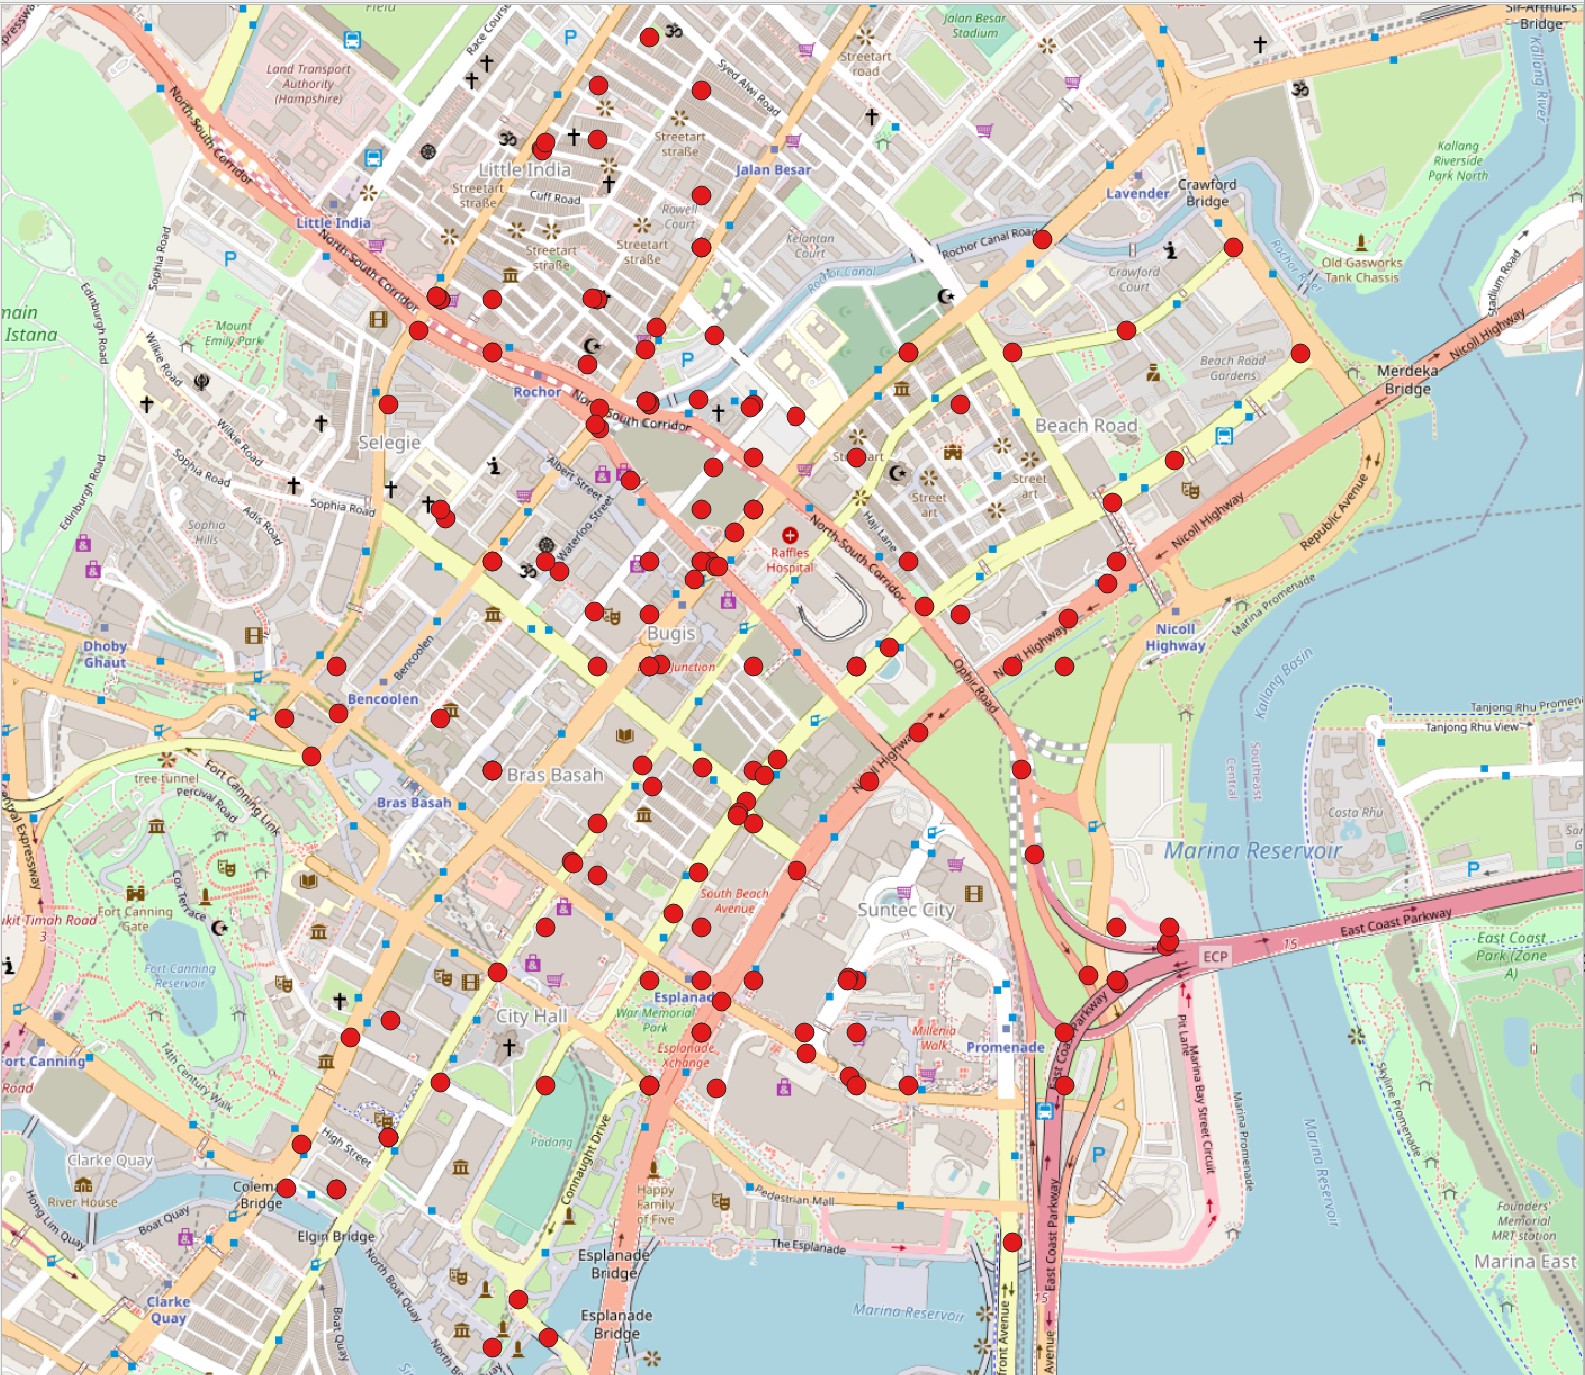 Sir-Arthur's
Bridge
Field
Race Course
Jalan Besar
Stadium
Land Transport
Authority
(Hampshire)
Streetart
road
Syed Alwi Road
North-South Corridor
Kallang River
Streetart
straße
Kallang
Riverside
Park North
Little India
Jalan Besar
Streetart
straße
Cuff Road
Lavender
Crawford
Bridge
Rowell
Court
Little India
North-South Corridor
Kelantan
Court
Rochor Canal Road
Streetart
straße
Streetart
straße
Rochor Canal
Crawford
Court
Rochor River
Old Gasworks
Tank Chassis
Stadium Road
Sophia Road
Edinburgh Road
Istana
Mount
Emily Park
Wilkie Road
Nicoll Highway
Beach Road
Gardens
Merdeka
Bridge
Rochor
North-South Corridor
Selegie
Beach Road
Wilkie Road
Sophia Road
Edinburgh Road
Albert Street
Waterloo Street
Street
art
Street
art
Sophia Road
Adis Road
Sophia
Hills
Haji Lane
North-South Corridor
Raffles
Hospital
Nicoll Highway
Republic Avenue
Marina Promenade
Bugis
Junction
Nicoll
Highway
Nicoll Highway
Dhoby
Ghaut
Bencoolen
Bencoolen
Ophir Road
Kallang Basin
Tanjong Rhu Promen
Tanjong Rhu View
Nicoll Highway
Southeast
Central
tree-tunnel
Fort Canning Link
Percival Road
Bras Basah
Bras Basah
Costa Rhu
Marina Reservoir
Central Expressway
Cox Terrace
Fort Canning
Gate
South Beach
Avenue
Suntec City
East Coast Parkway
15
ECP
East Coast
Park (Zone
A)
Bukit Timah Road
3
Fort Canning
Reservoir
Esplanade
War Memorial
Park
City Hall
Esplanade
Xchange
Millenia
Walk
Promenade
East Coast Parkway
Pit Lane
Fort Canning
Road
14th Century Walk
Marina Bay Street Circuit
Marina Promenade
Skyline Promenade
Marina Reservoir
Padang
Connaught Drive
High Street
Clarke Quay
River House
Coleman
Bridge
Boat Quay
Hong Lim Quay
Happy
Family
of Five
Pedestrian Mall
East Coast Parkway
Founders'
Memorial
MRT station
Elgin Bridge
North Boat Quay
The Esplanade
Esplanade
Bridge
Marina East
Clarke
Quay
Boat Quay
15
Marina Reservoir
Esplanade
Bridge
North Bo
front Avenue
Avenue